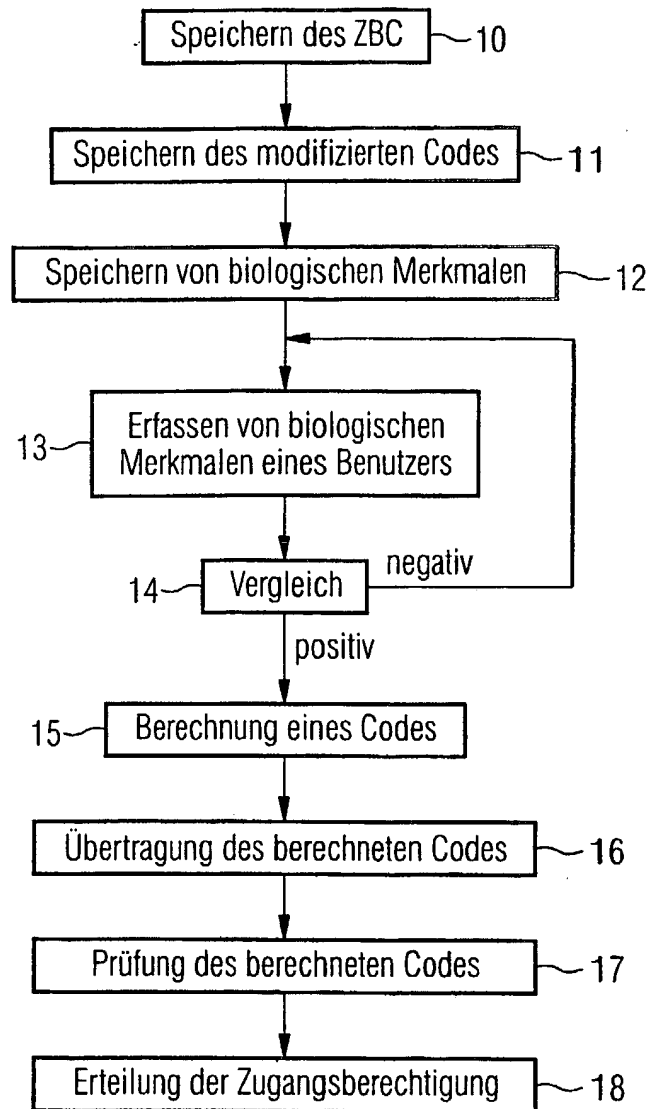 Speichern des ZBC 10
Speichern des modifizierten Codes 11
Speichern von biologischen Merkmalen 12
13 Erfassen von biologischen
Merkmalen eines Benutzers
14 Vergleich negativ
positiv
15 Berechnung eines Codes
Übertragung des berechneten Codes 16
Prüfung des berechneten Codes 17
Erteilung der Zugangsberechtigung 18